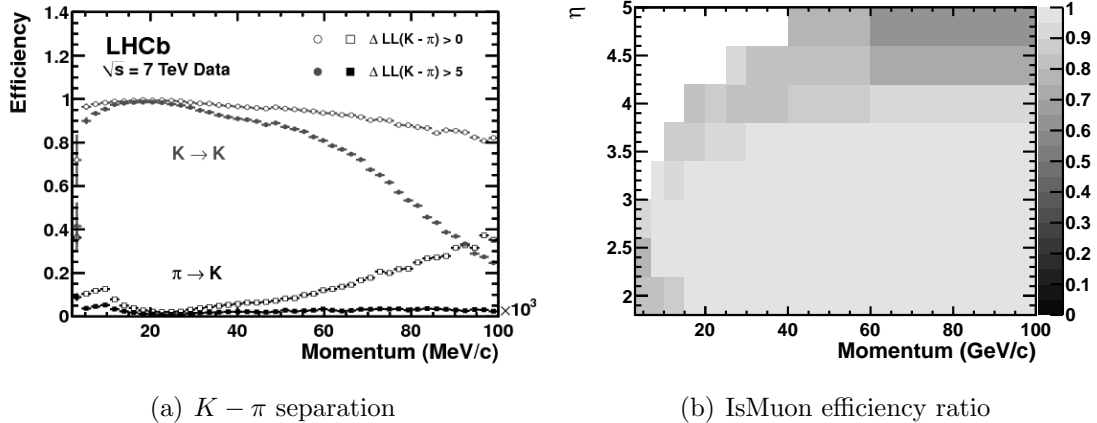 Efficiency
1.4
1.2
1
0.8
0.6
0.4
0.2
0
LHCb
√s = 7 TeV Data
Δ LL(K - π) > 0
Δ LL(K - π) > 5
K → K
π → K
20 40 60 80 100
×10³
Momentum (MeV/c)
(a) K − π separation
η
5
4.5
4
3.5
3
2.5
2
20 40 60 80 100
Momentum (GeV/c)
1
0.9
0.8
0.7
0.6
0.5
0.4
0.3
0.2
0.1
0
(b) IsMuon efficiency ratio